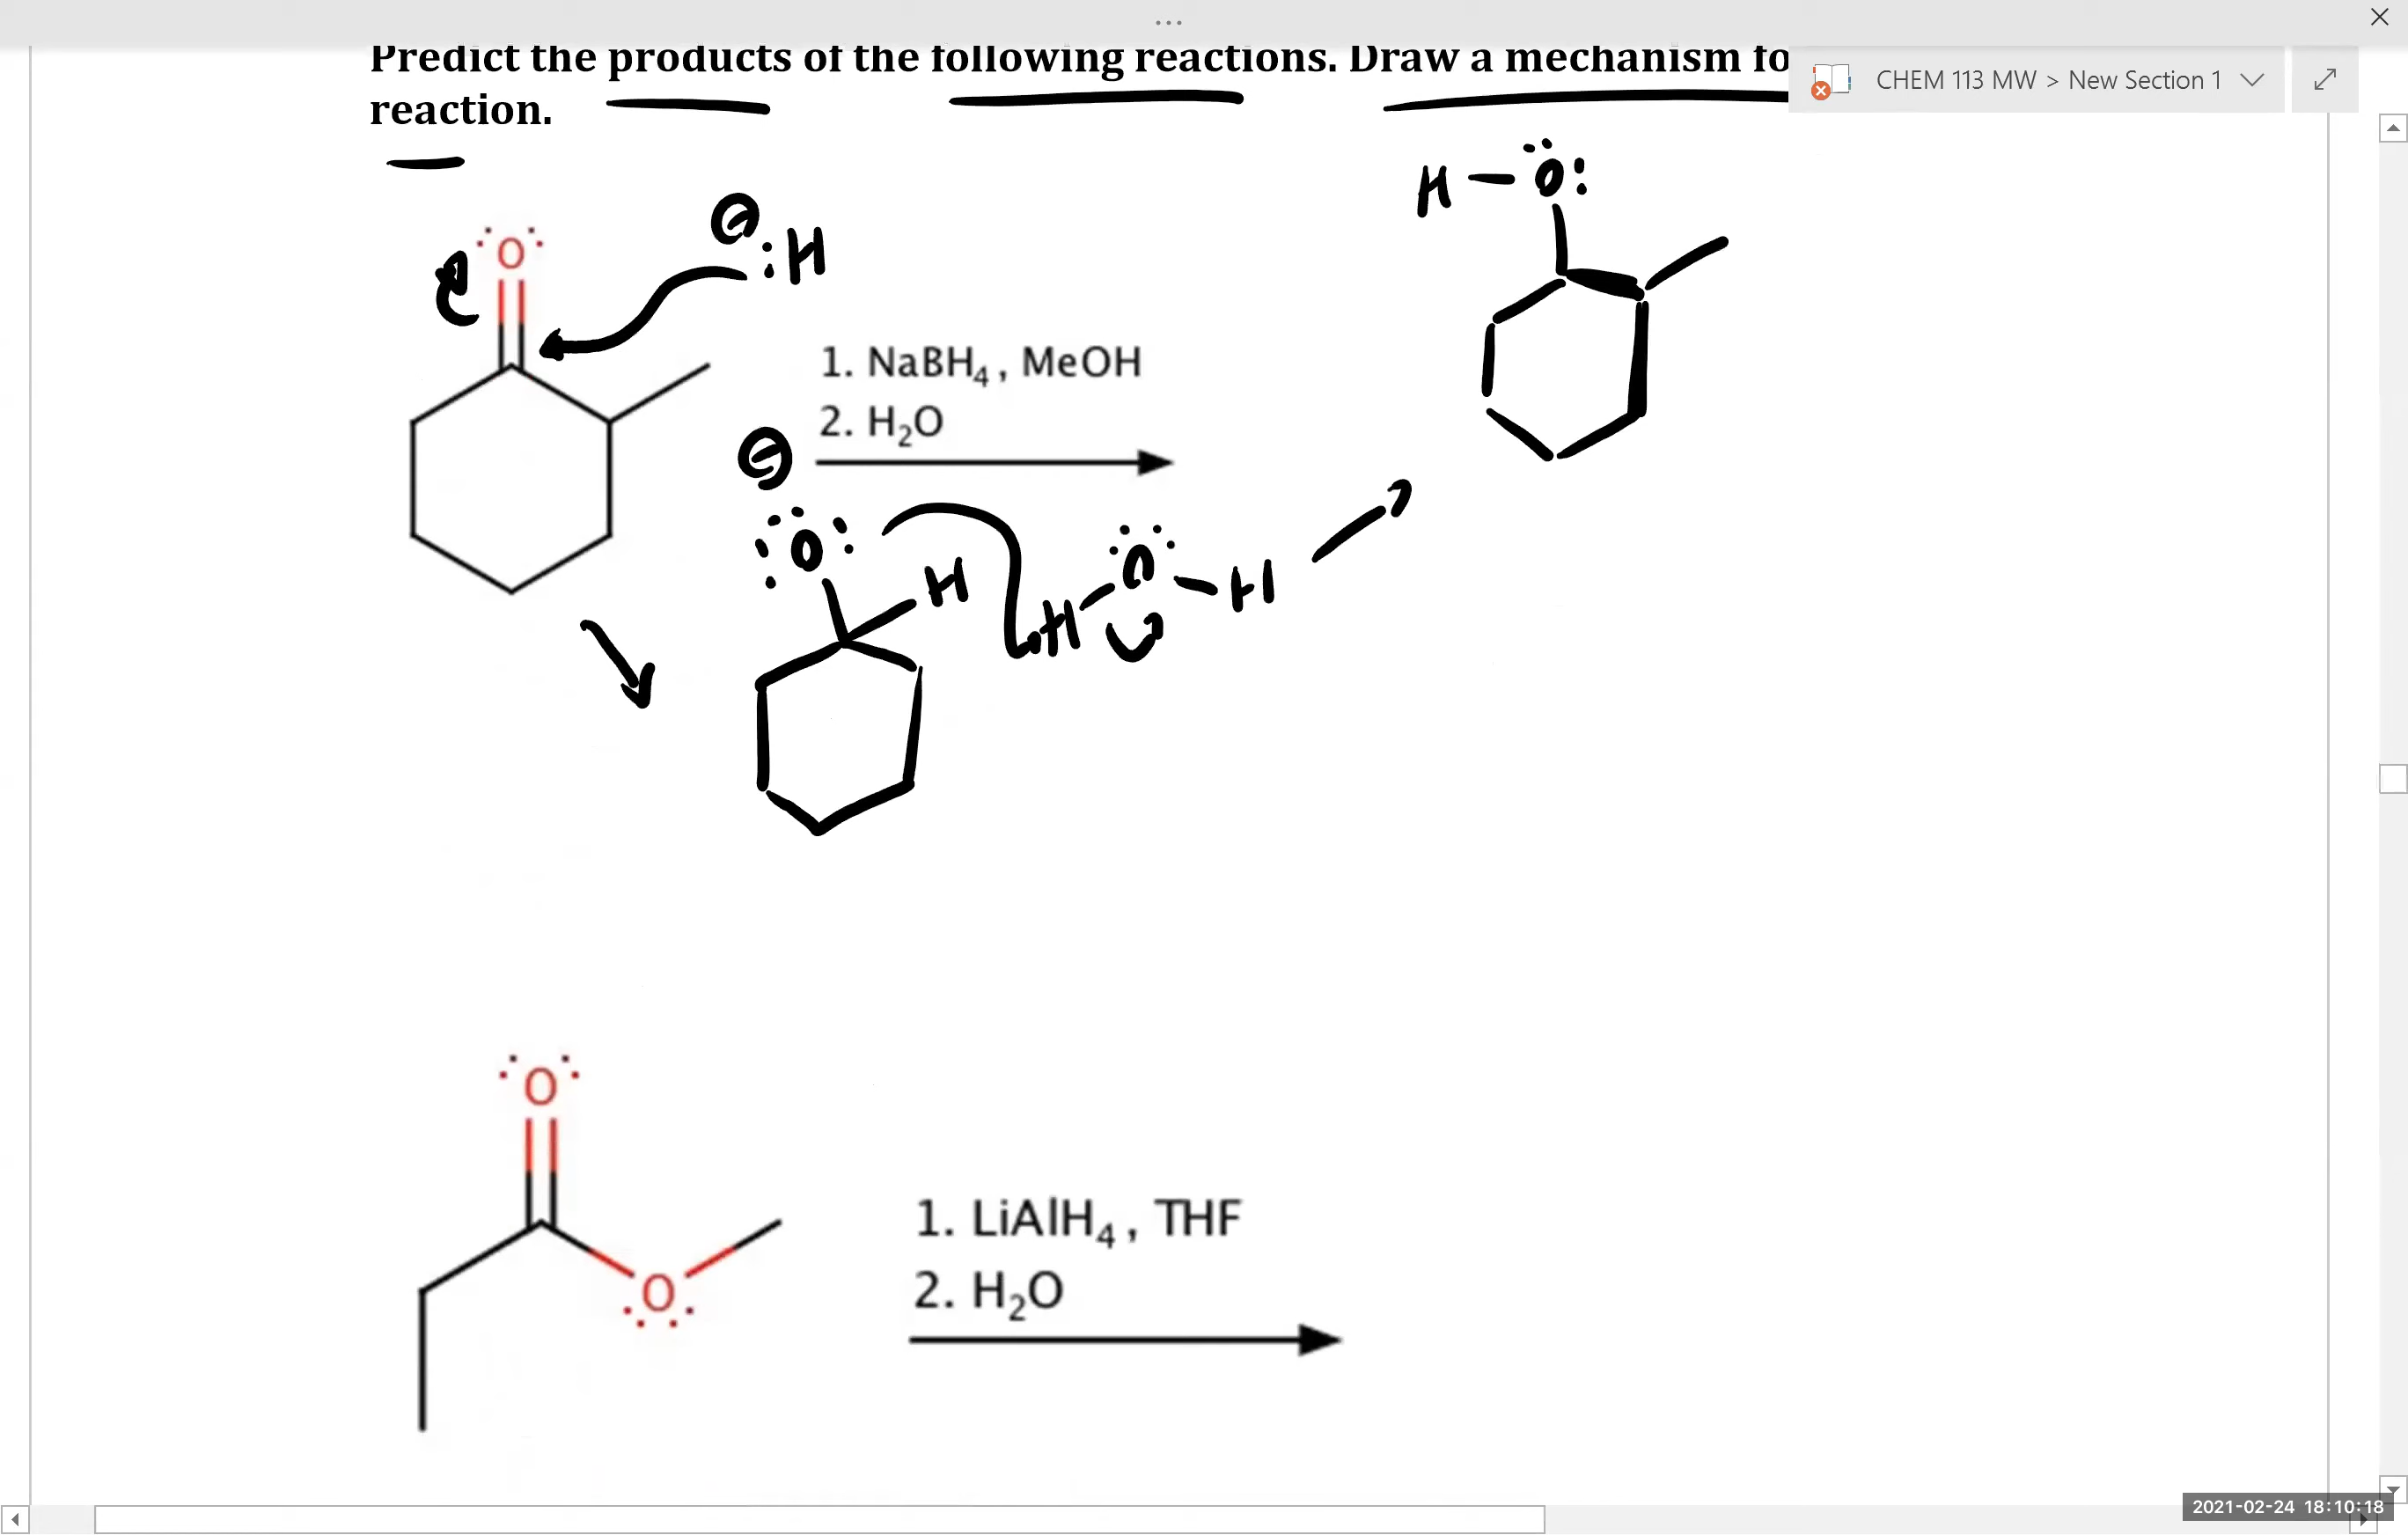 ...
CHEM 113 MW > New Section 1
Predict the products of the following reactions. Draw a mechanism fo
reaction.
H-O
O
⊖
:H
1. NaBH₄, MeOH
2. H₂O
⊖
O
H
H-O-H
O
O
1. LiAlH₄, THF
2. H₂O
2021-02-24 18:10:18